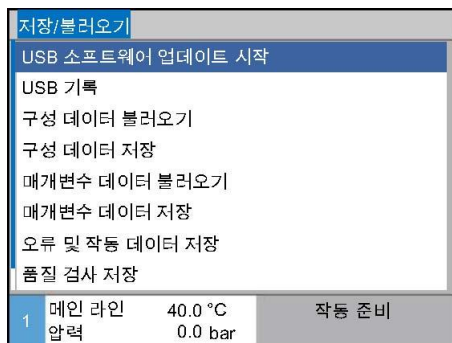 저장/불러오기
USB 소프트웨어 업데이트 시작
USB 기록
구성 데이터 불러오기
구성 데이터 저장
매개변수 데이터 불러오기
매개변수 데이터 저장
오류 및 작동 데이터 저장
품질 검사 저장
1 메인 라인 40.0 °C 작동 준비
압력 0.0 bar